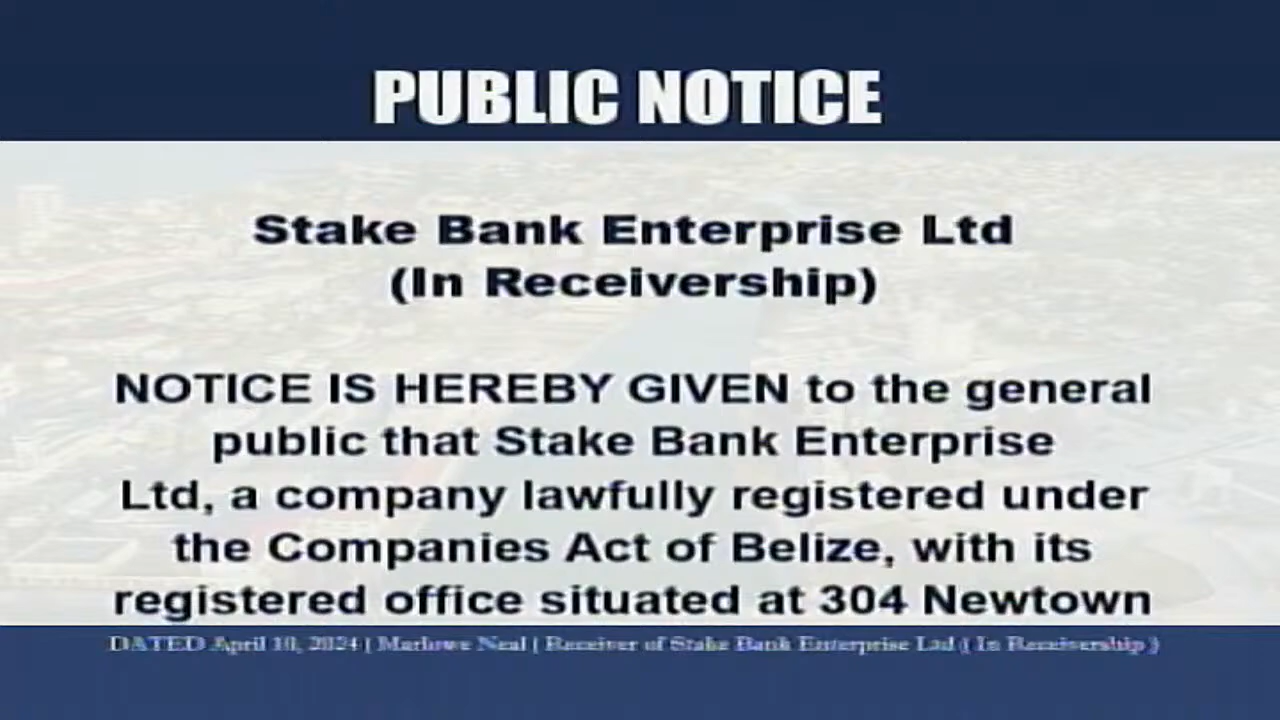 PUBLIC NOTICE
Stake Bank Enterprise Ltd
(In Receivership)
NOTICE IS HEREBY GIVEN to the general
public that Stake Bank Enterprise
Ltd, a company lawfully registered under
the Companies Act of Belize, with its
registered office situated at 304 Newtown
DATED April 10, 2024 ( Marlowe Neal ( Receiver of Stake Bank Enterprise Ltd ( In Receivership )